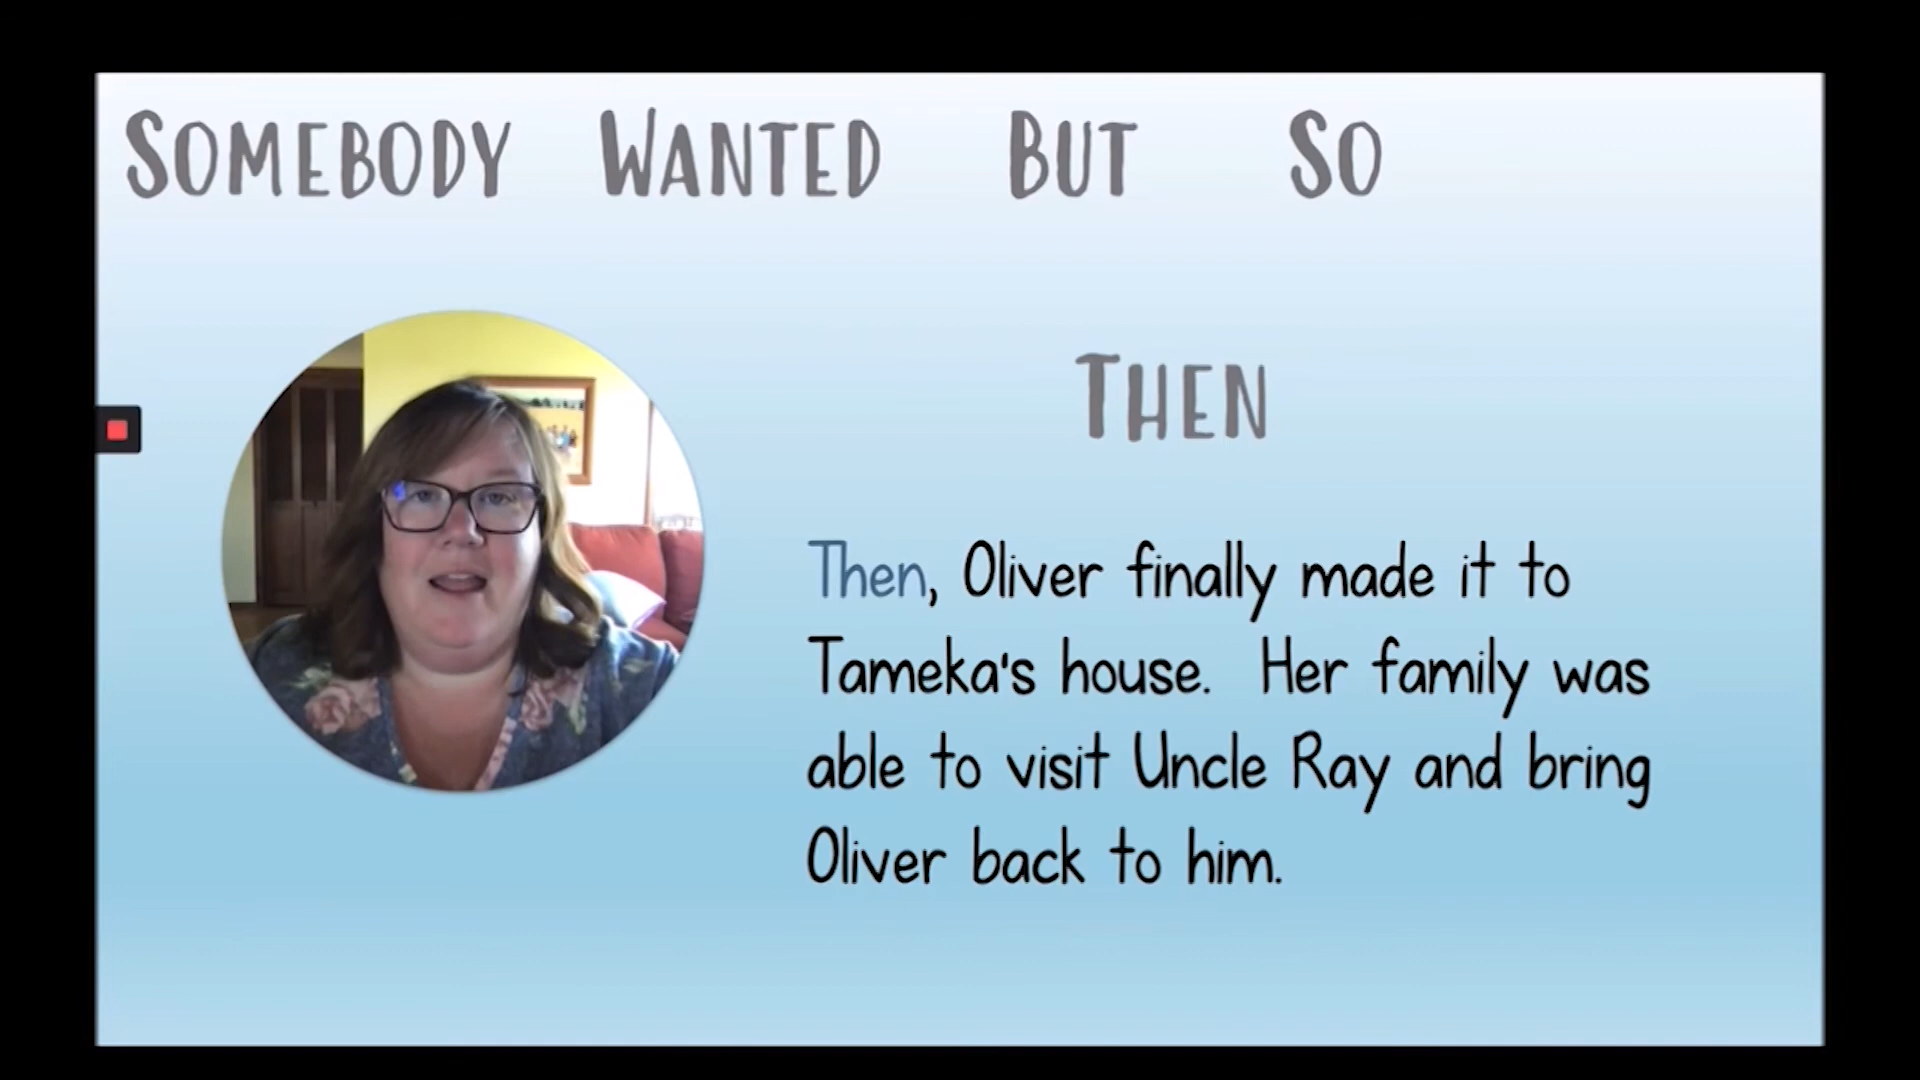 SOMEBODY WANTED BUT SO
THEN
Then, Oliver finally made it to
Tameka's house. Her family was
able to visit Uncle Ray and bring
Oliver back to him.